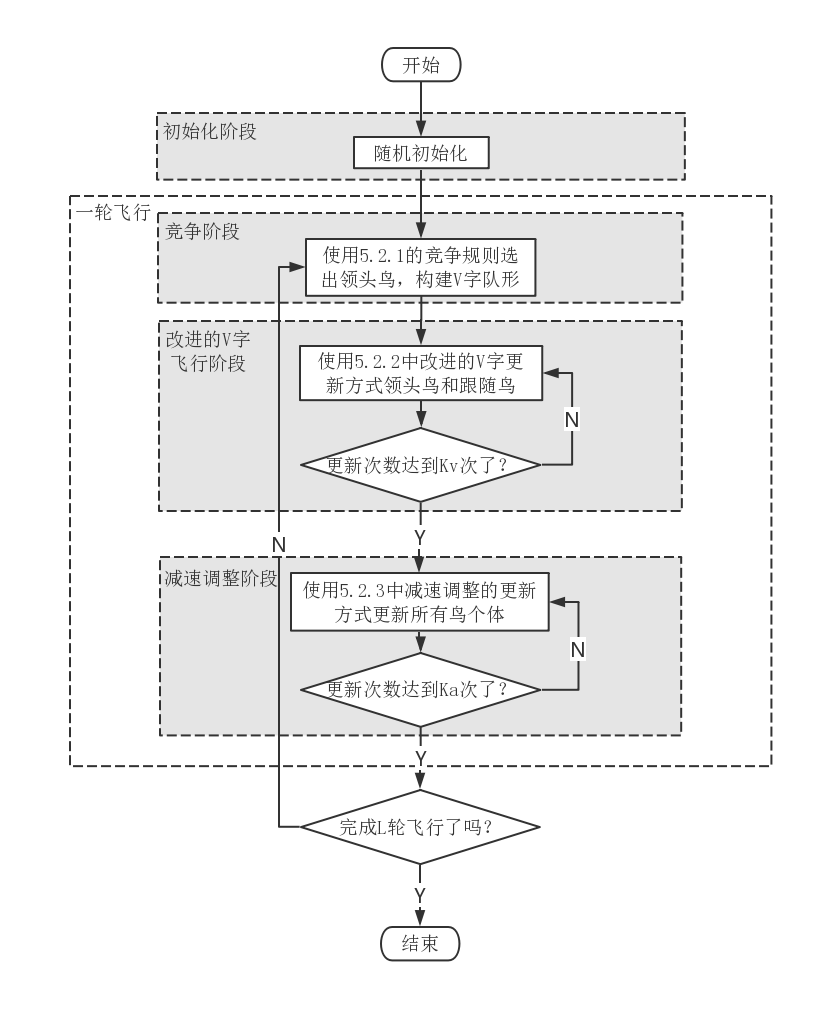 开始
初始化阶段
随机初始化
一轮飞行
竞争阶段
使用5.2.1的竞争规则选
出领头鸟，构建V字队形
改进的V字
飞行阶段
使用5.2.2中改进的V字更
新方式领头鸟和跟随鸟
N
更新次数达到Kv次了？
Y
N
减速调整阶段
使用5.2.3中减速调整的更新
方式更新所有鸟个体
N
更新次数达到Ka次了？
Y
完成L轮飞行了吗？
Y
结束